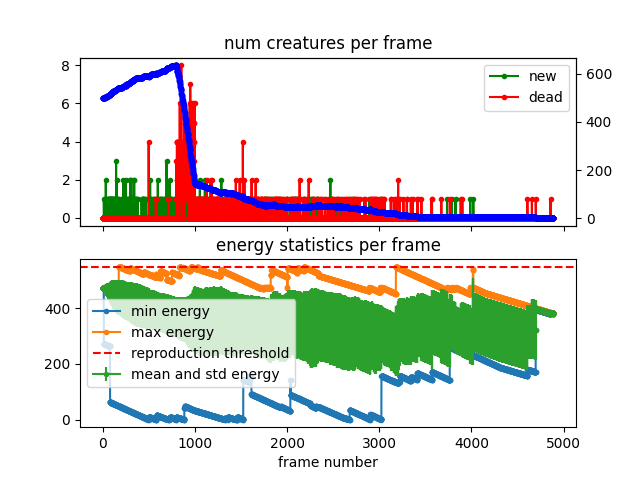 num creatures per frame
8
6
4
2
0
600
400
200
0
new
dead
energy statistics per frame
400
200
0
min energy
max energy
reproduction threshold
mean and std energy
0 1000 2000 3000 4000 5000
frame number